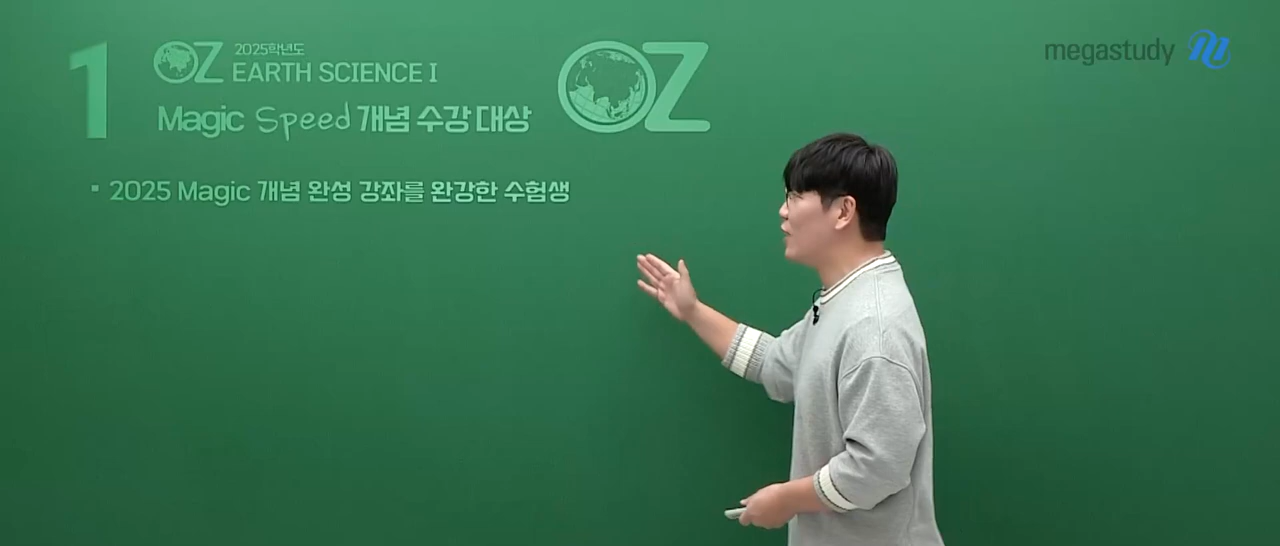 1
OZ 2025학년도
EARTH SCIENCE I
Magic Speed 개념 수강 대상
OZ
megastudy
▪ 2025 Magic 개념 완성 강좌를 완강한 수험생